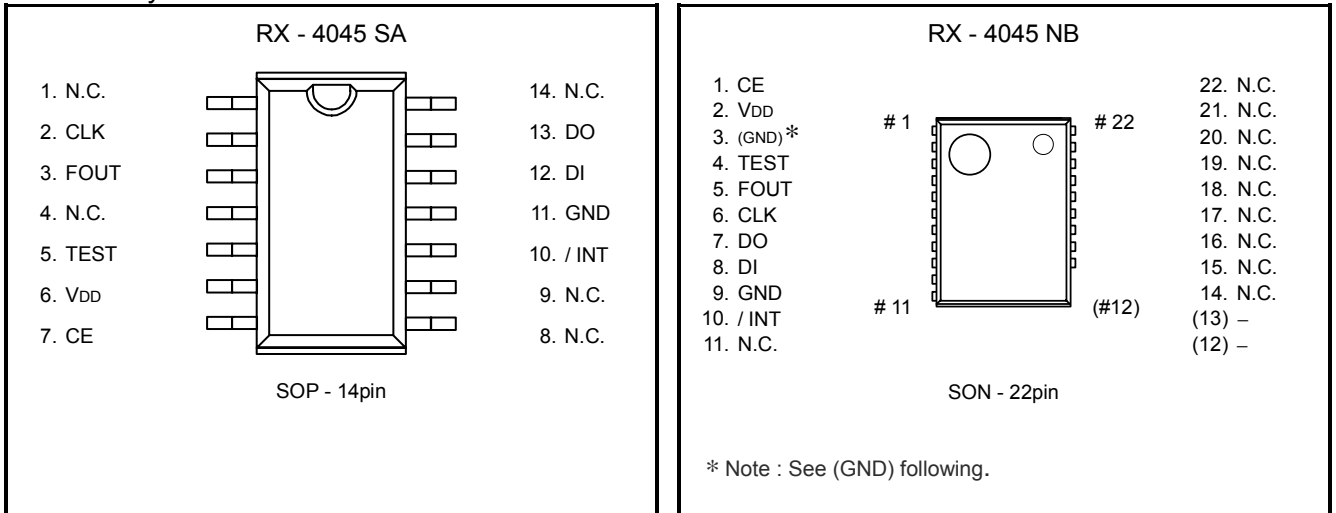 RX - 4045 SA
1. N.C.
2. CLK
3. FOUT
4. N.C.
5. TEST
6. VDD
7. CE
14. N.C.
13. DO
12. DI
11. GND
10. / INT
9. N.C.
8. N.C.
SOP - 14pin
RX - 4045 NB
1. CE
2. VDD
3. (GND)*
4. TEST
5. FOUT
6. CLK
7. DO
8. DI
9. GND
10. / INT
11. N.C.
# 1
# 22
# 11
(#12)
22. N.C.
21. N.C.
20. N.C.
19. N.C.
18. N.C.
17. N.C.
16. N.C.
15. N.C.
14. N.C.
(13) –
(12) –
SON - 22pin
* Note : See (GND) following.